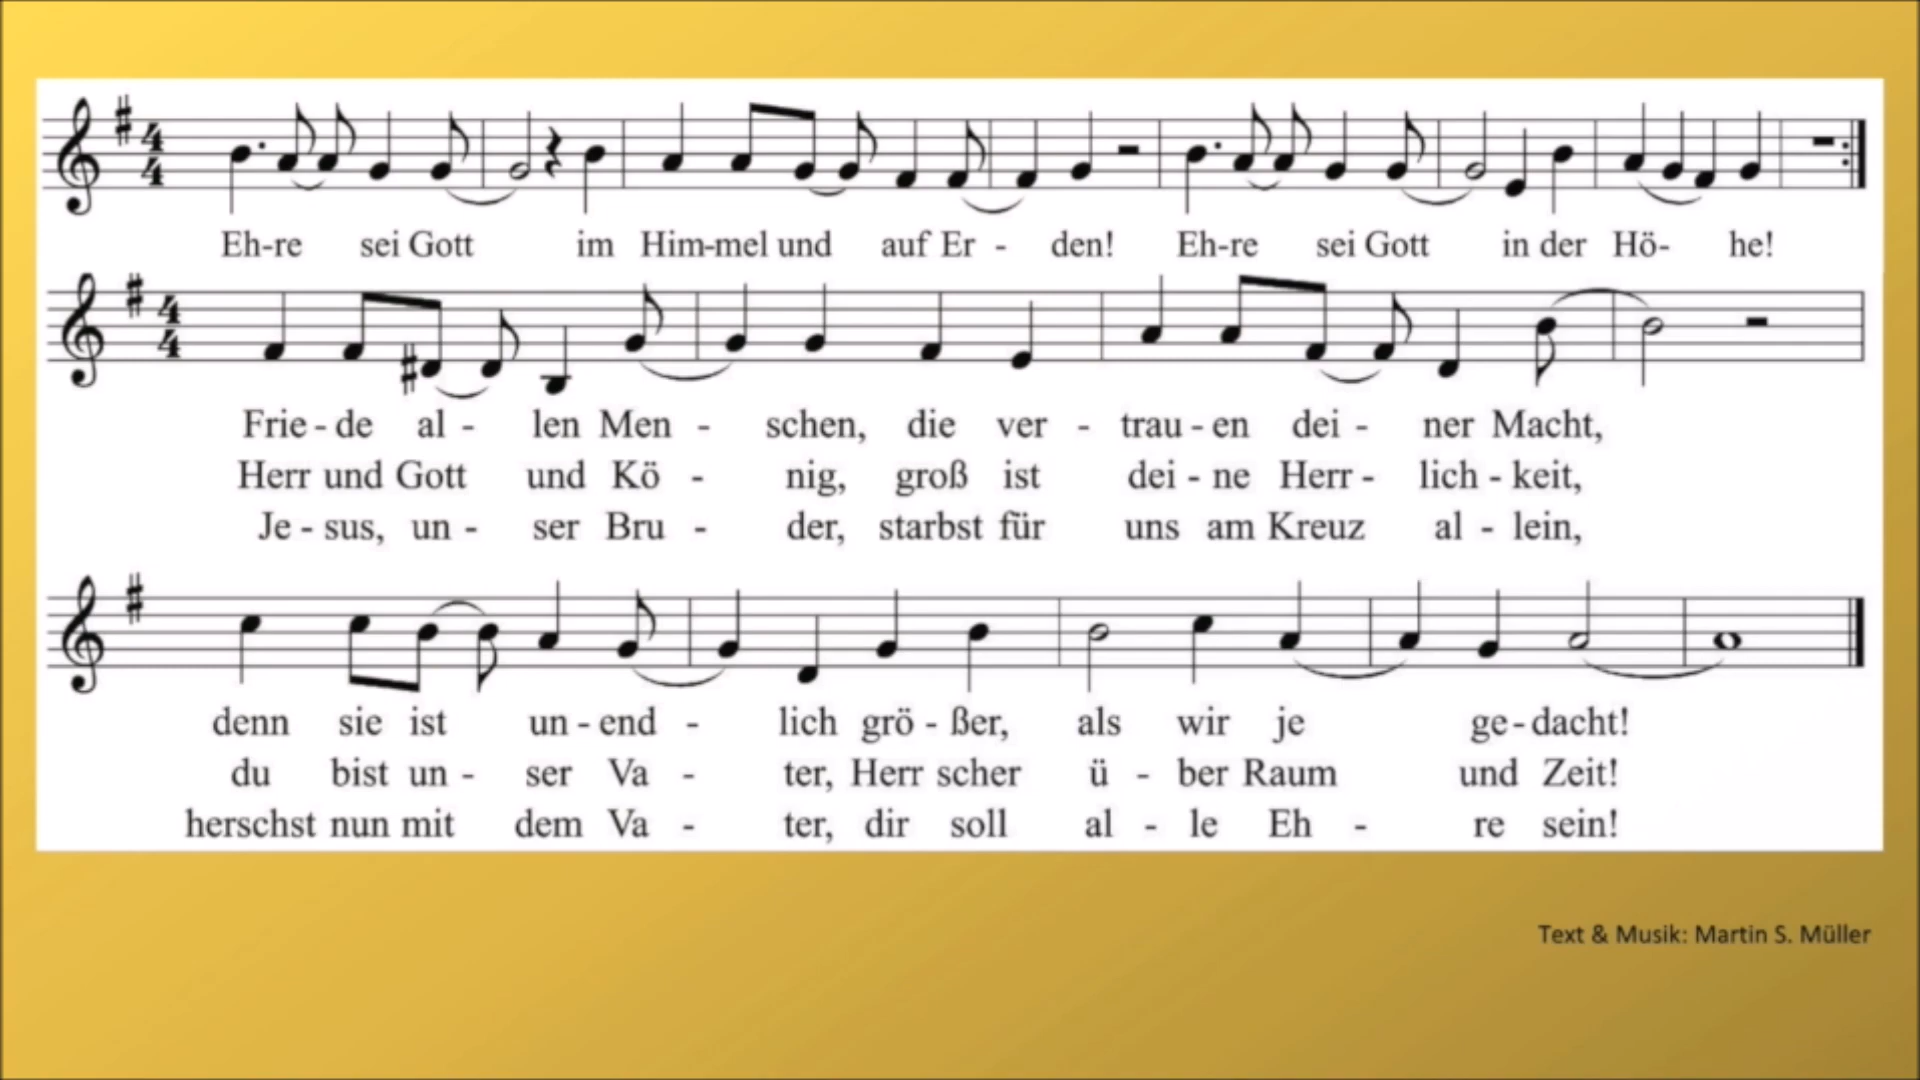 Eh-re sei Gott im Him-mel und auf Er - den! Eh-re sei Gott in der Hö- he!
Frie - de al - len Men - schen, die ver - trau - en dei - ner Macht,
Herr und Gott und Kö - nig, groß ist dei - ne Herr - lich - keit,
Je - sus, un - ser Bru - der, starbst für uns am Kreuz al - lein,
denn sie ist un - end - lich grö - ßer, als wir je ge - dacht!
du bist un - ser Va - ter, Herr scher ü - ber Raum und Zeit!
herschst nun mit dem Va - ter, dir soll al - le Eh - re sein!
Text & Musik: Martin S. Müller